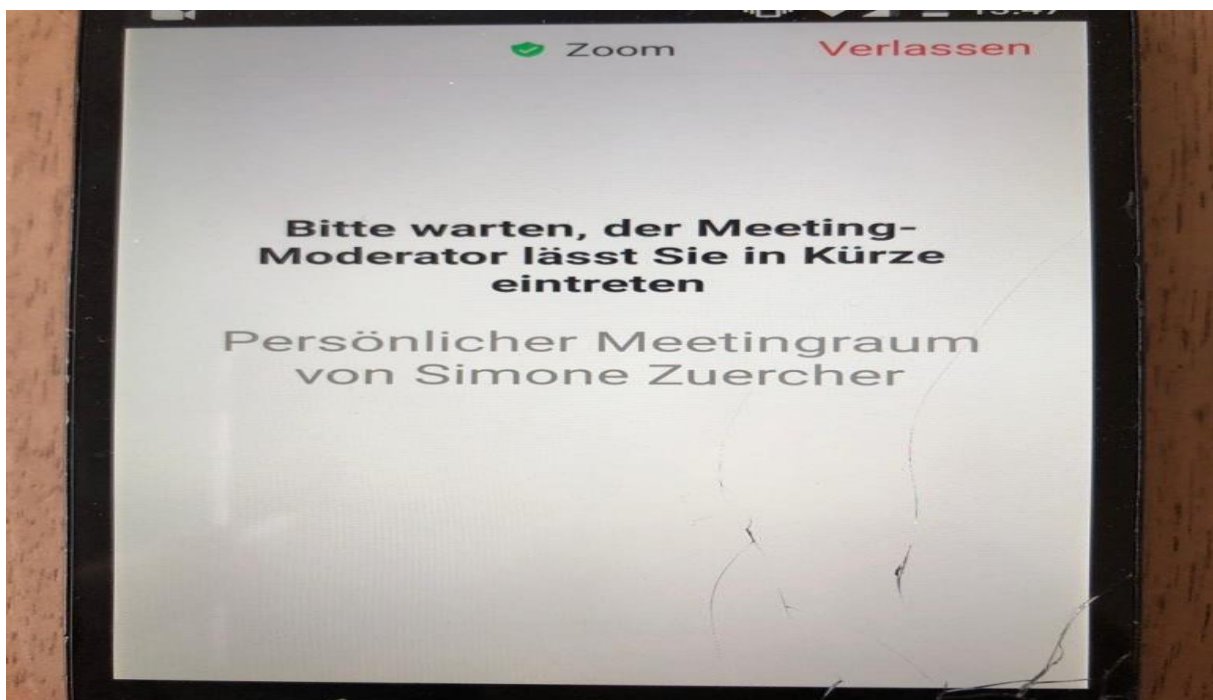 Zoom Verlassen
Bitte warten, der Meeting-
Moderator lässt Sie in Kürze
eintreten
Persönlicher Meetingraum
von Simone Zuercher